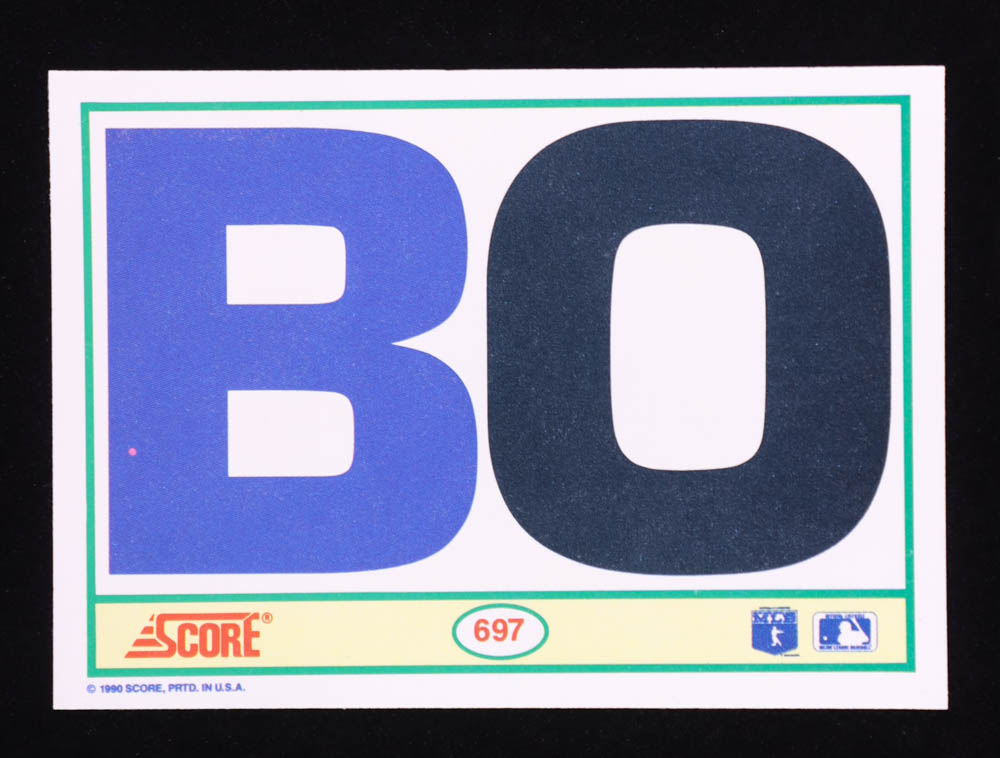 BO
SCORE®
697
© 1990 SCORE, PRTD. IN U.S.A.